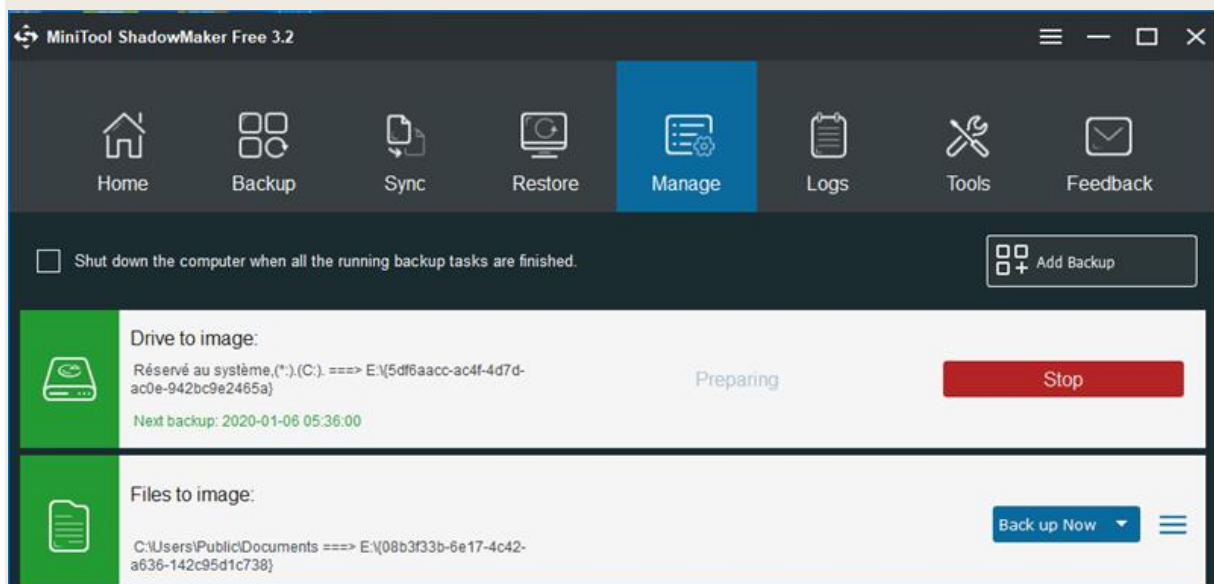 MiniTool ShadowMaker Free 3.2
Home Backup Sync Restore Manage Logs Tools Feedback
Shut down the computer when all the running backup tasks are finished.
Add Backup
Drive to image:
Réservé au système,(*:).(C:). ===> E:\{5df6aacc-ac4f-4d7d-
ac0e-942bc9e2465a}
Preparing
Stop
Next backup: 2020-01-06 05:36:00
Files to image:
Back up Now
C:\Users\Public\Documents ===> E:\{08b3f33b-6e17-4c42-
a636-142c95d1c738}